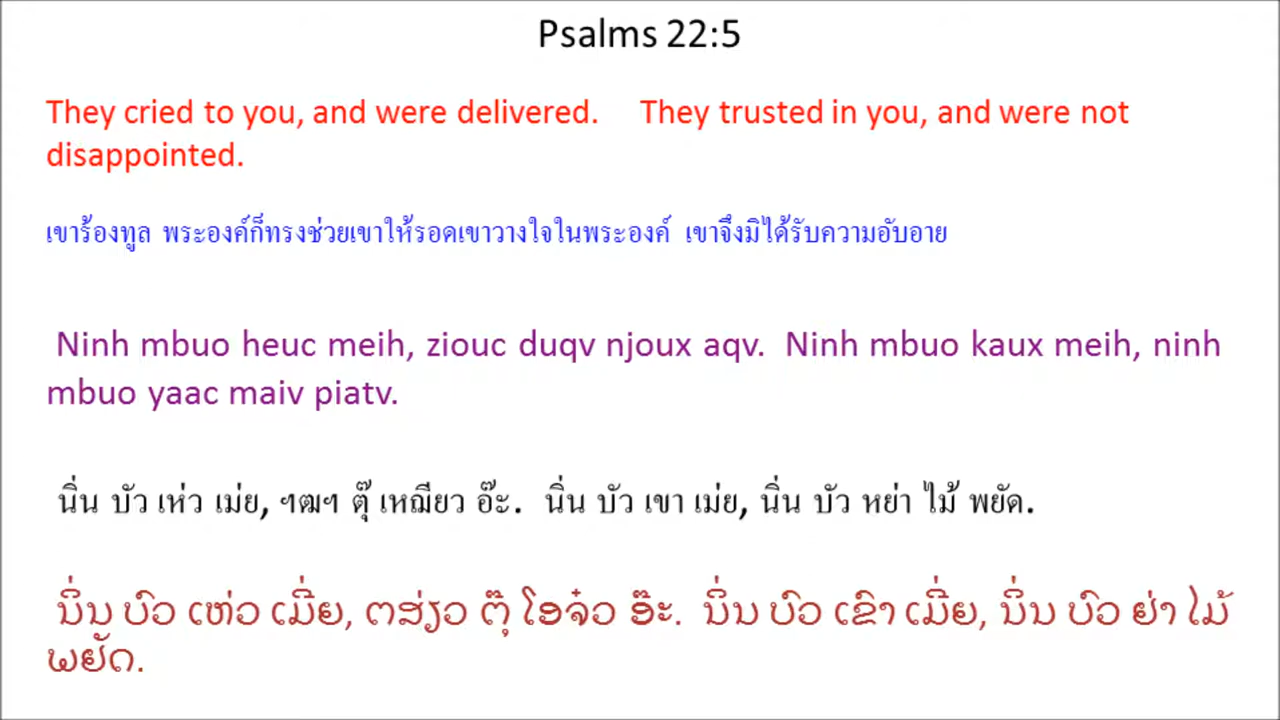 Psalms 22:5
They cried to you, and were delivered. They trusted in you, and were not
disappointed.
เขาร้องทูล พระองค์ก็ทรงช่วยเขาให้รอดเขาวางใจในพระองค์ เขาจึงมิได้รับความอับอาย
Ninh mbuo heuc meih, ziouc duqv njoux aqv. Ninh mbuo kaux meih, ninh
mbuo yaac maiv piatv.
นิ่น บัว เห่ว เม่ย, ฯฒฯ ตุ๊ เหฌียว อ๊ะ. นิ่น บัว เขา เม่ย, นิ่น บัว หย่า ไม้ พยัด.
ນິ່ນ ບົວ ເຫ່ວ ເມີ່ຍ, ຕສ່ຽວ ຕຸ໊ ໂອຈ໋ວ ອ໊ະ. ນິ່ນ ບົວ ເຂົາ ເມີ່ຍ, ນິ່ນ ບົວ ຢ່າ ໄມ້
ພຢັດ.